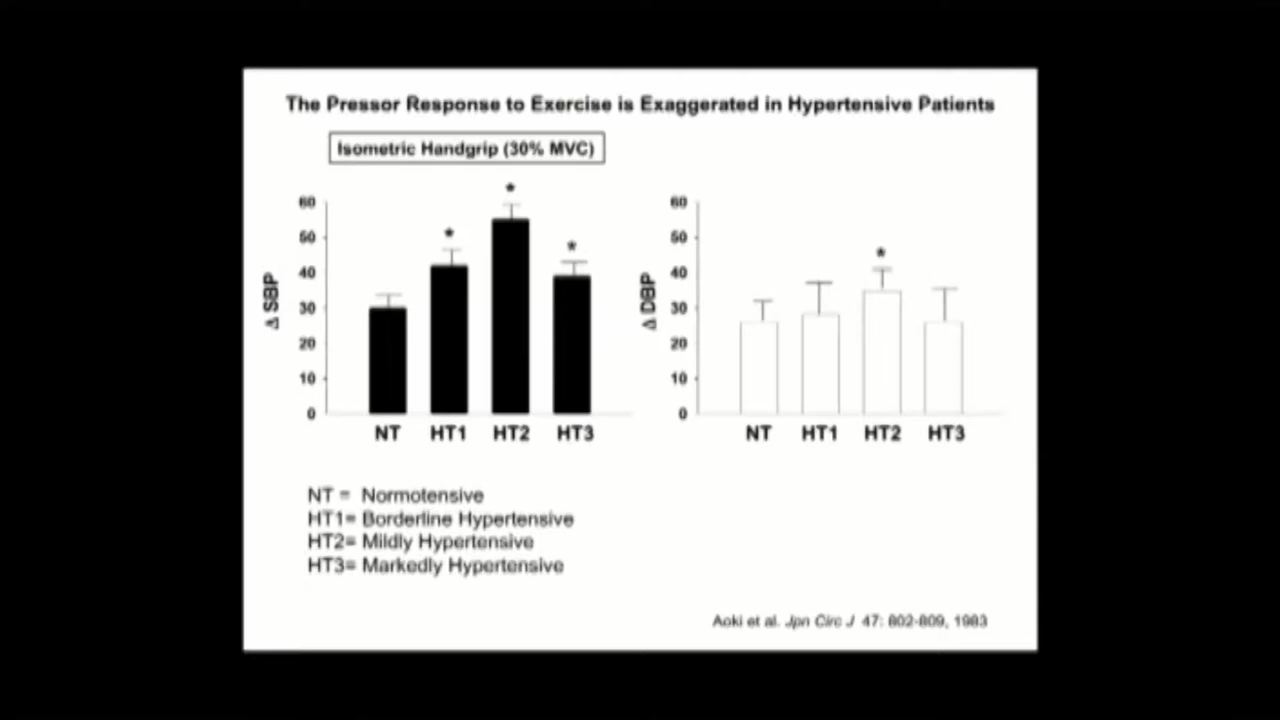 The Pressor Response to Exercise is Exaggerated in Hypertensive Patients
Isometric Handgrip (30% MVC)
Δ SBP
60
50
40
30
20
10
0
* * *
NT HT1 HT2 HT3
Δ DBP
60
50
40
30
20
10
0
*
NT HT1 HT2 HT3
NT = Normotensive
HT1= Borderline Hypertensive
HT2= Mildly Hypertensive
HT3= Markedly Hypertensive
Aoki et al. Jpn Circ J 47: 802-809, 1983